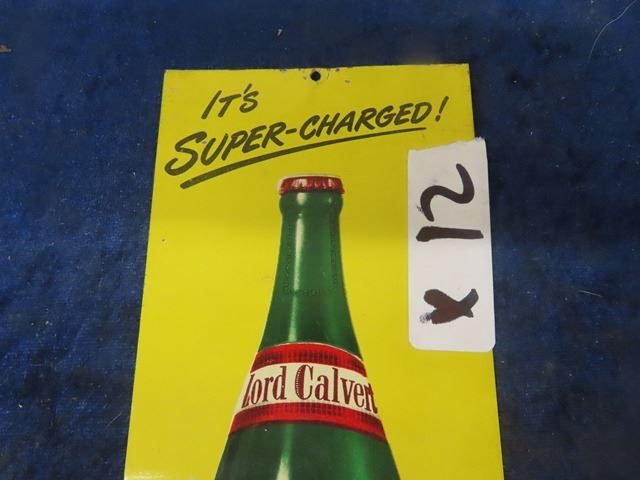 IT'S
SUPER-CHARGED!
X 12
Lord Calvert